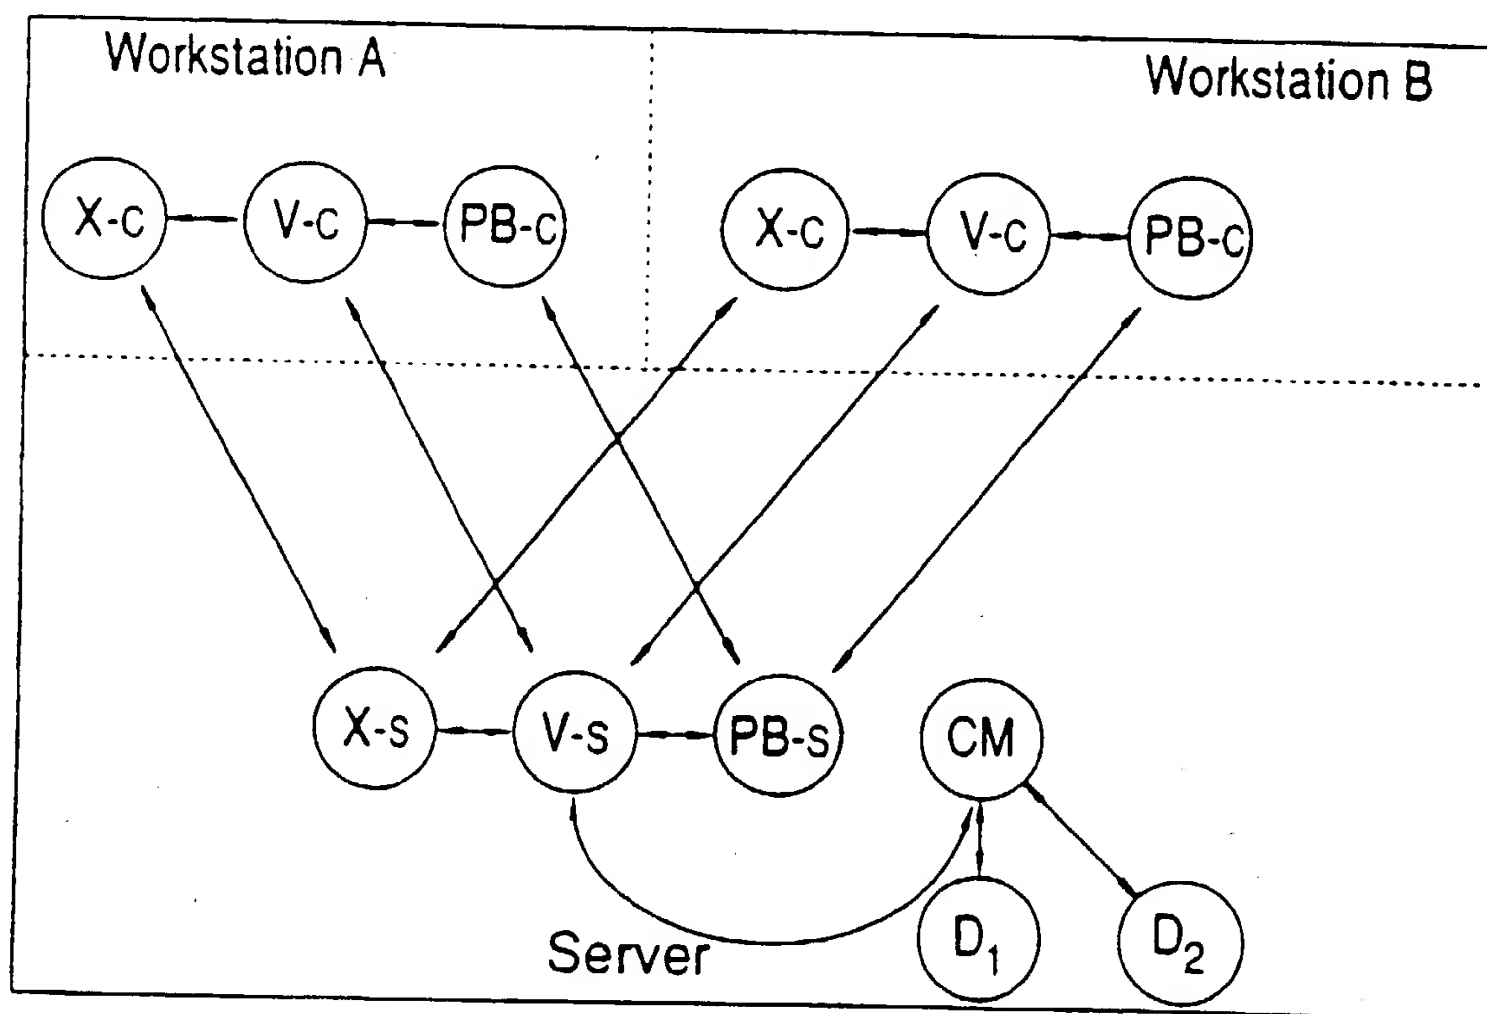 Workstation A
Workstation B
X-c
V-c
PB-c
X-c
V-c
PB-c
X-s
V-s
PB-s
CM
Server
D1
D2